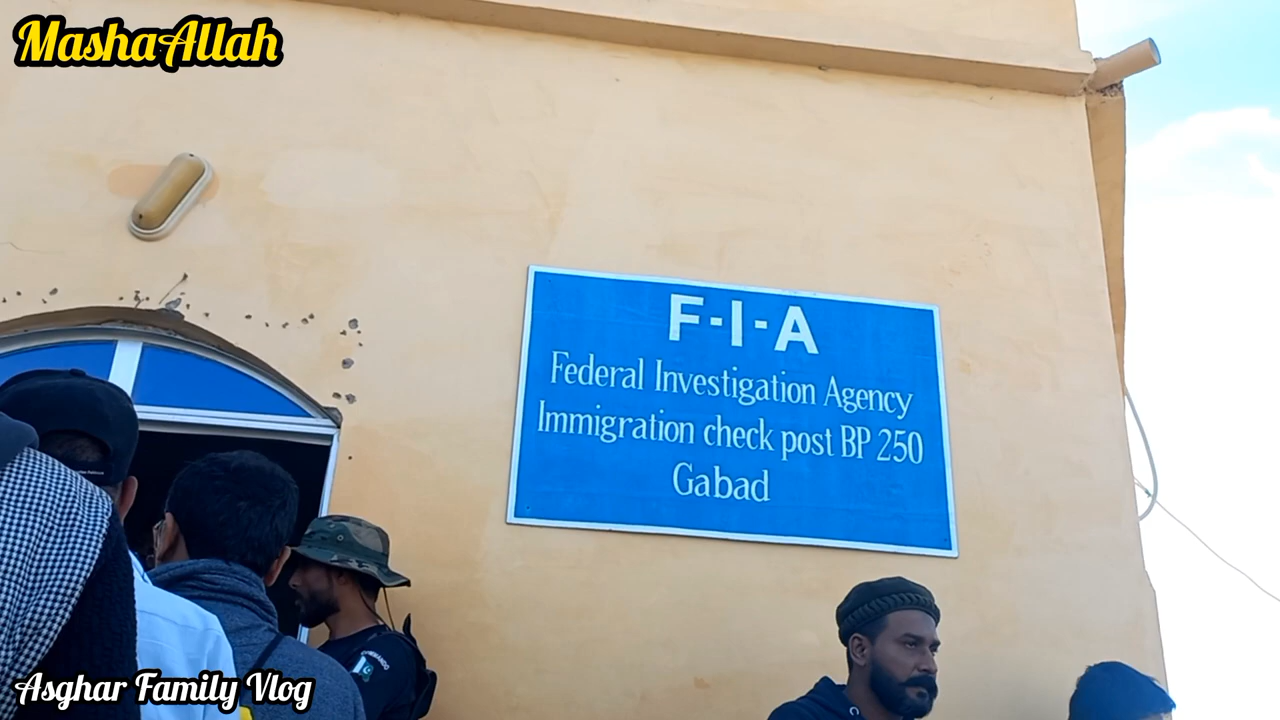 MashaAllah
F-I-A
Federal Investigation Agency
Immigration check post BP 250
Gabad
Asghar Family Vlog